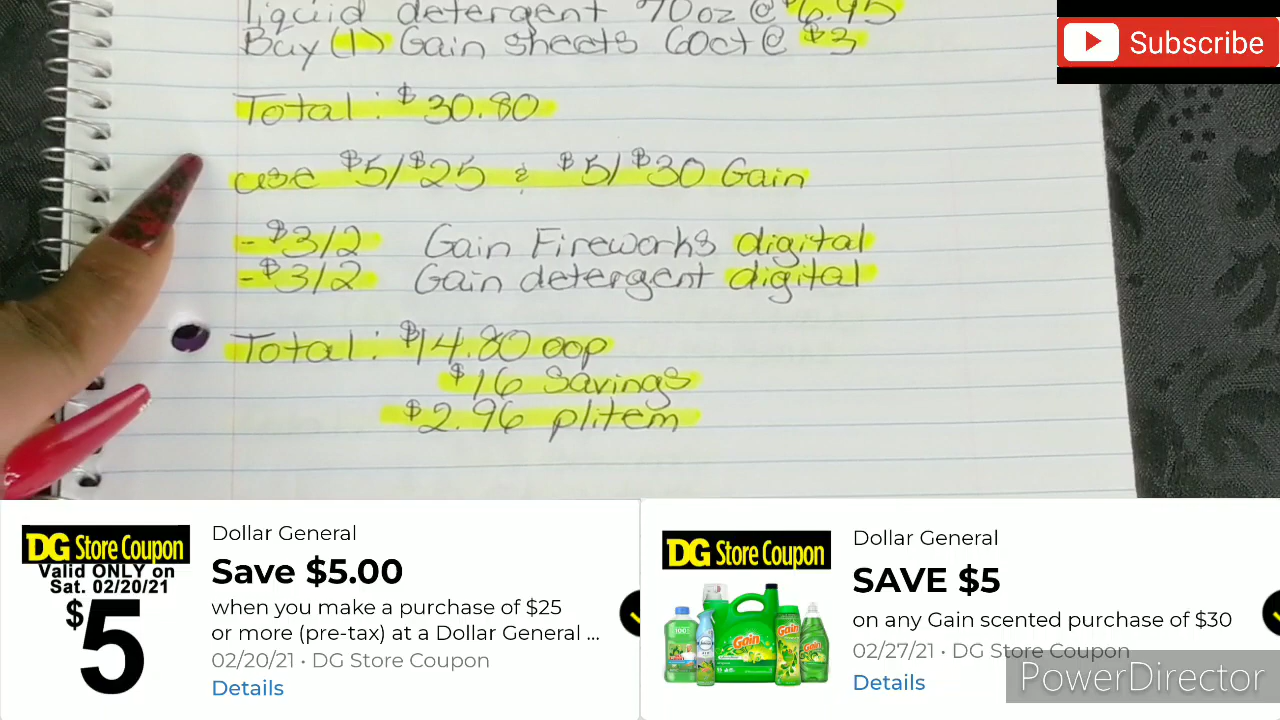 liquid detergent 70oz @ $6.95
Buy (1) Gain sheets 60ct @ $3
Total: $30.80
use $5/$25 & $5/$30 Gain
-$3/2 Gain Fireworks digital
-$3/2 Gain detergent digital
Total: $14.80 oop
$16 Savings
$2.96 p/item
Subscribe
DG Store Coupon
Valid ONLY on
Sat. 02/20/21
$5
Dollar General
Save $5.00
when you make a purchase of $25
or more (pre-tax) at a Dollar General ...
02/20/21 • DG Store Coupon
Details
DG Store Coupon
Gain
Gain
Dollar General
SAVE $5
on any Gain scented purchase of $30
02/27/21 • DG Store Coupon
Details
PowerDirector